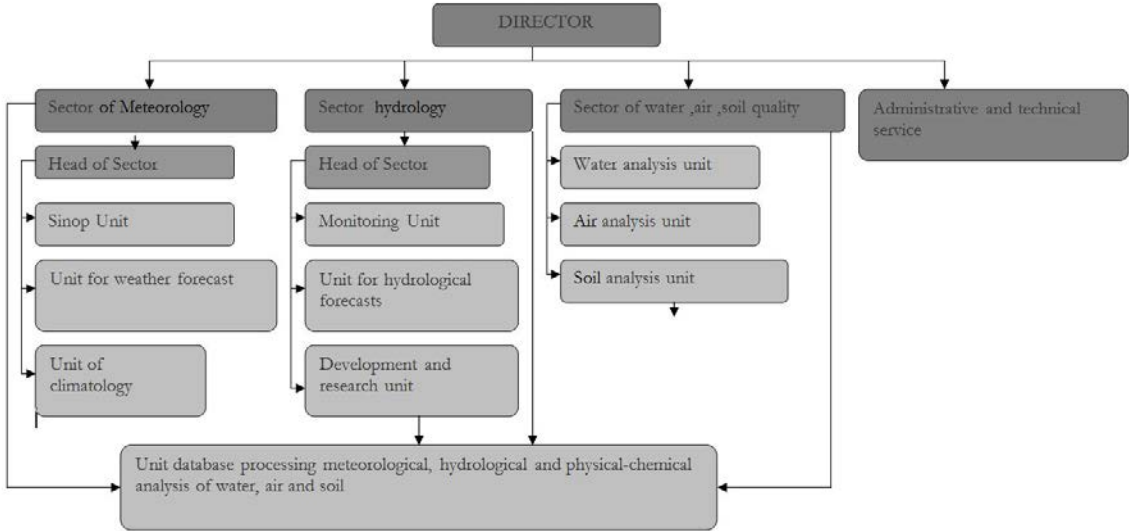 DIRECTOR
Sector of Meteorology
Sector hydrology
Sector of water ,air ,soil quality
Administrative and technical
service
Head of Sector
Head of Sector
Water analysis unit
Sinop Unit
Monitoring Unit
Air analysis unit
Unit for weather forecast
Unit for hydrological
forecasts
Soil analysis unit
Unit of
climatology
Development and
research unit
Unit database processing meteorological, hydrological and physical-chemical
analysis of water, air and soil